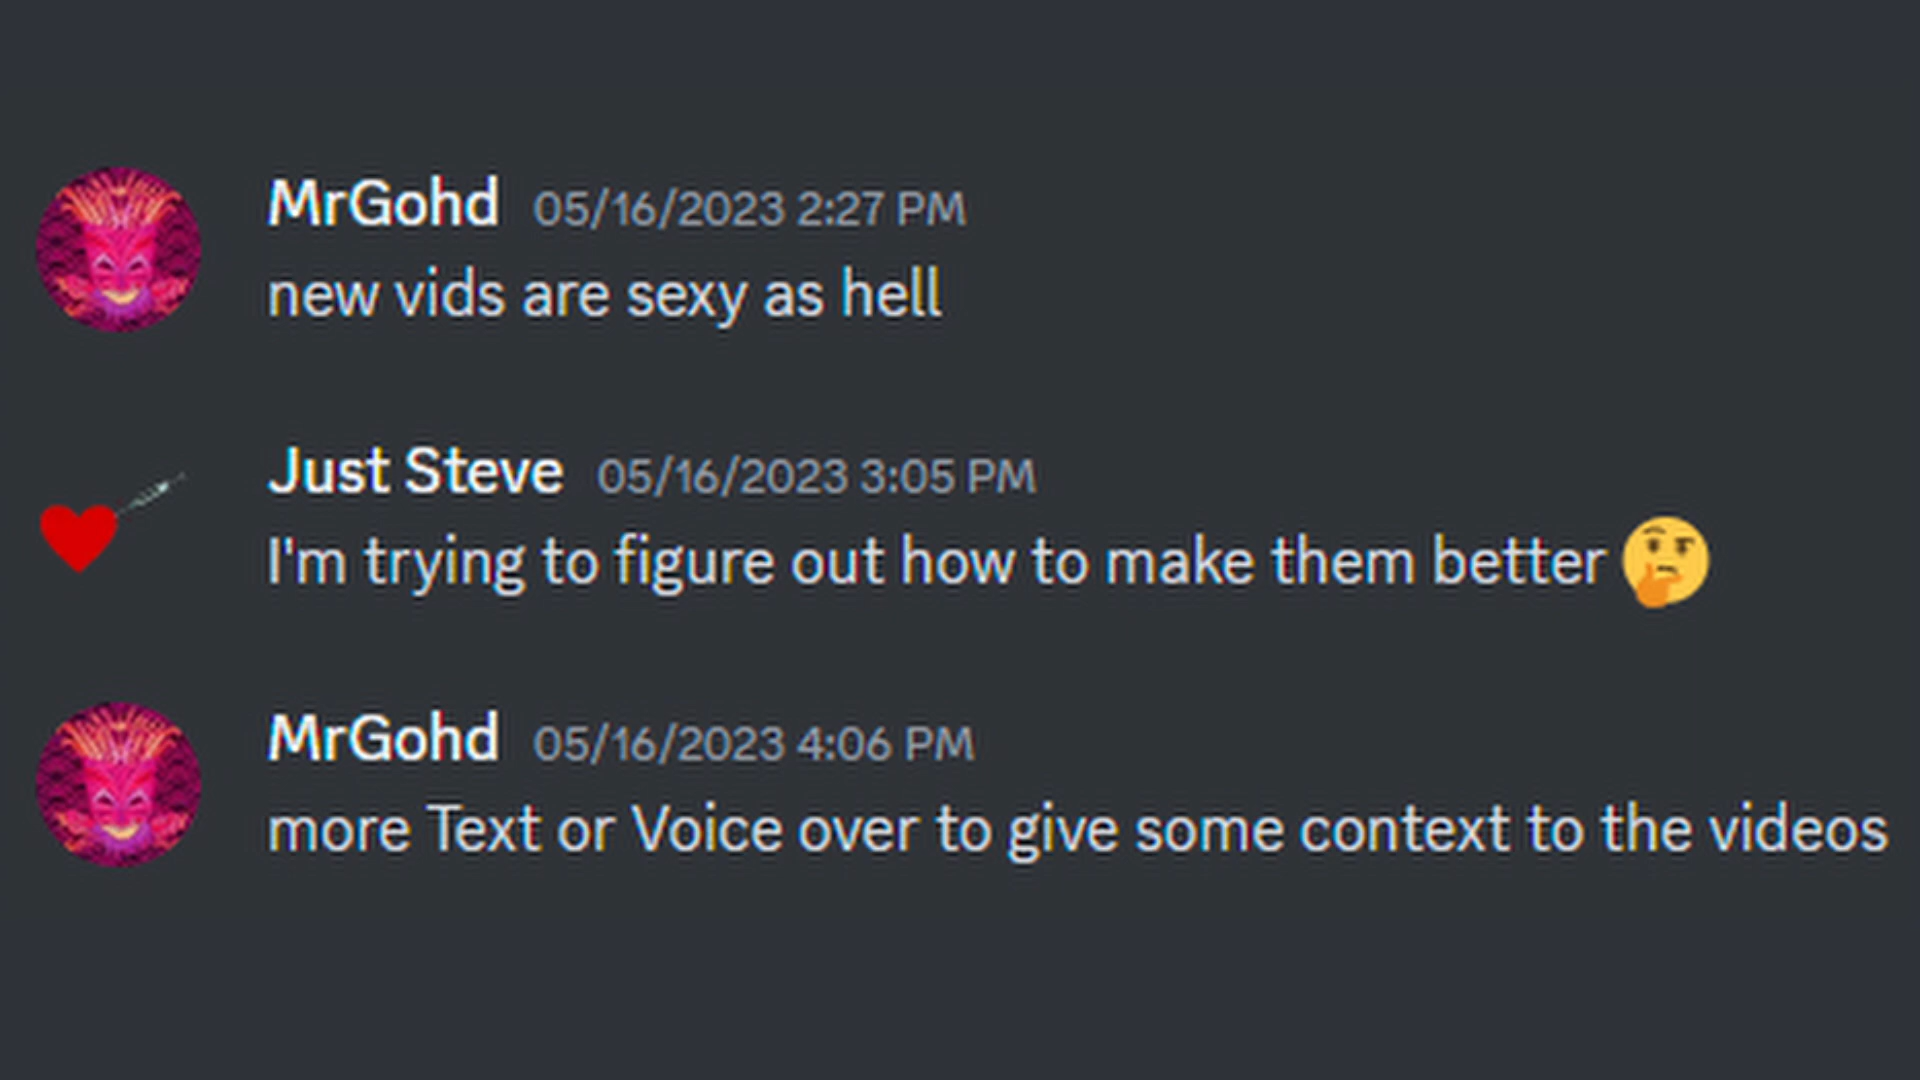 MrGohd 05/16/2023 2:27 PM
new vids are sexy as hell
Just Steve 05/16/2023 3:05 PM
I'm trying to figure out how to make them better 🤔
MrGohd 05/16/2023 4:06 PM
more Text or Voice over to give some context to the videos